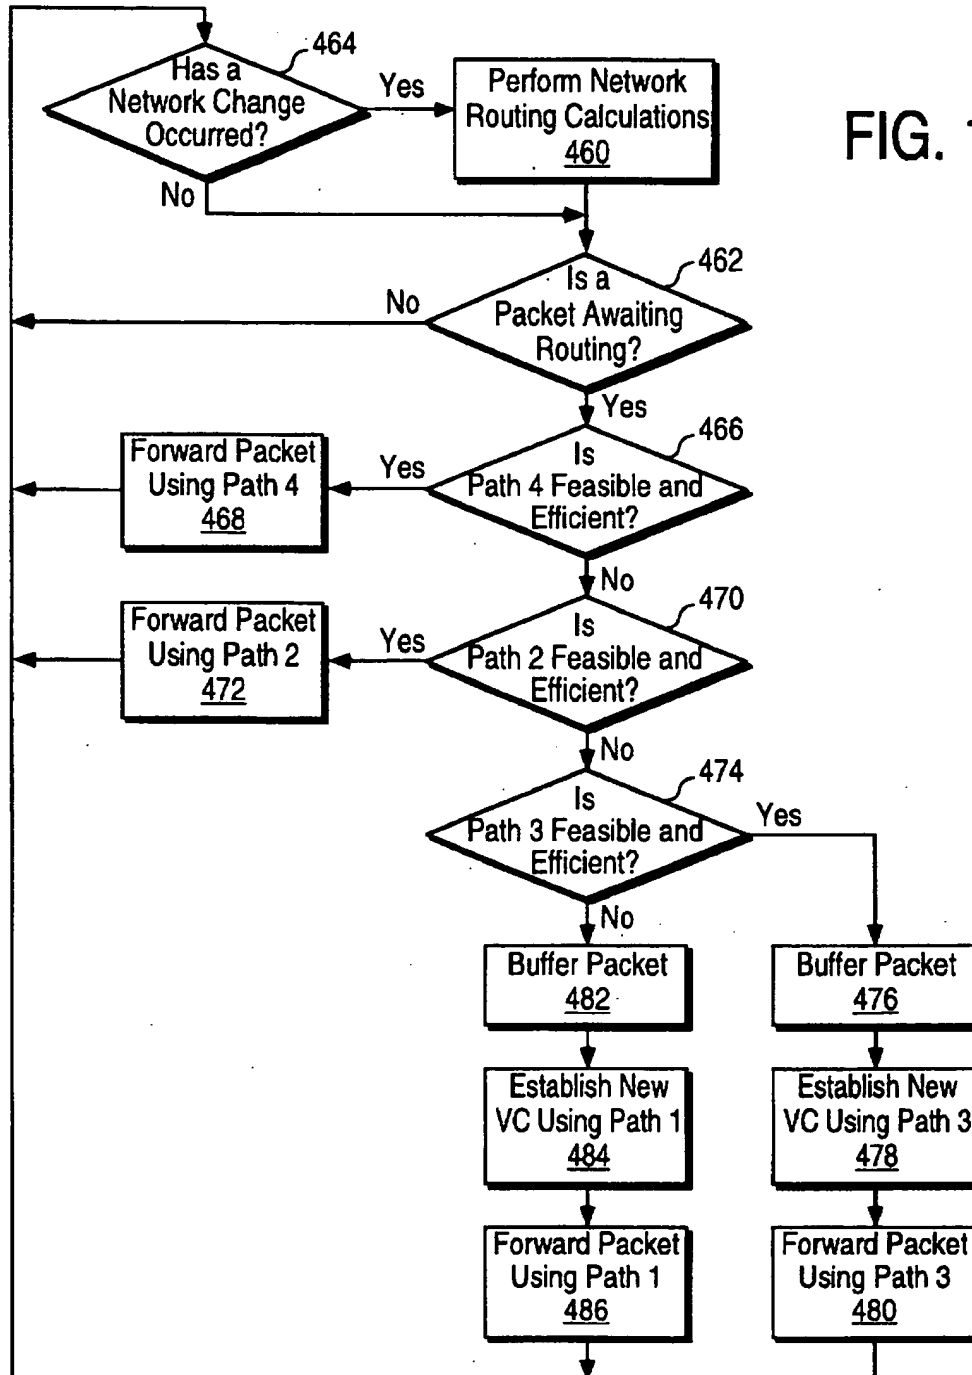 464
Has a
Network Change
Occurred?
Yes
No
Perform Network
Routing Calculations
460
FIG.
462
Is a
Packet Awaiting
Routing?
No
Yes
466
Is
Path 4 Feasible and
Efficient?
Yes
No
Forward Packet
Using Path 4
468
470
Is
Path 2 Feasible and
Efficient?
Yes
No
Forward Packet
Using Path 2
472
474
Is
Path 3 Feasible and
Efficient?
Yes
No
Buffer Packet
482
Buffer Packet
476
Establish New
VC Using Path 1
484
Establish New
VC Using Path 3
478
Forward Packet
Using Path 1
486
Forward Packet
Using Path 3
480